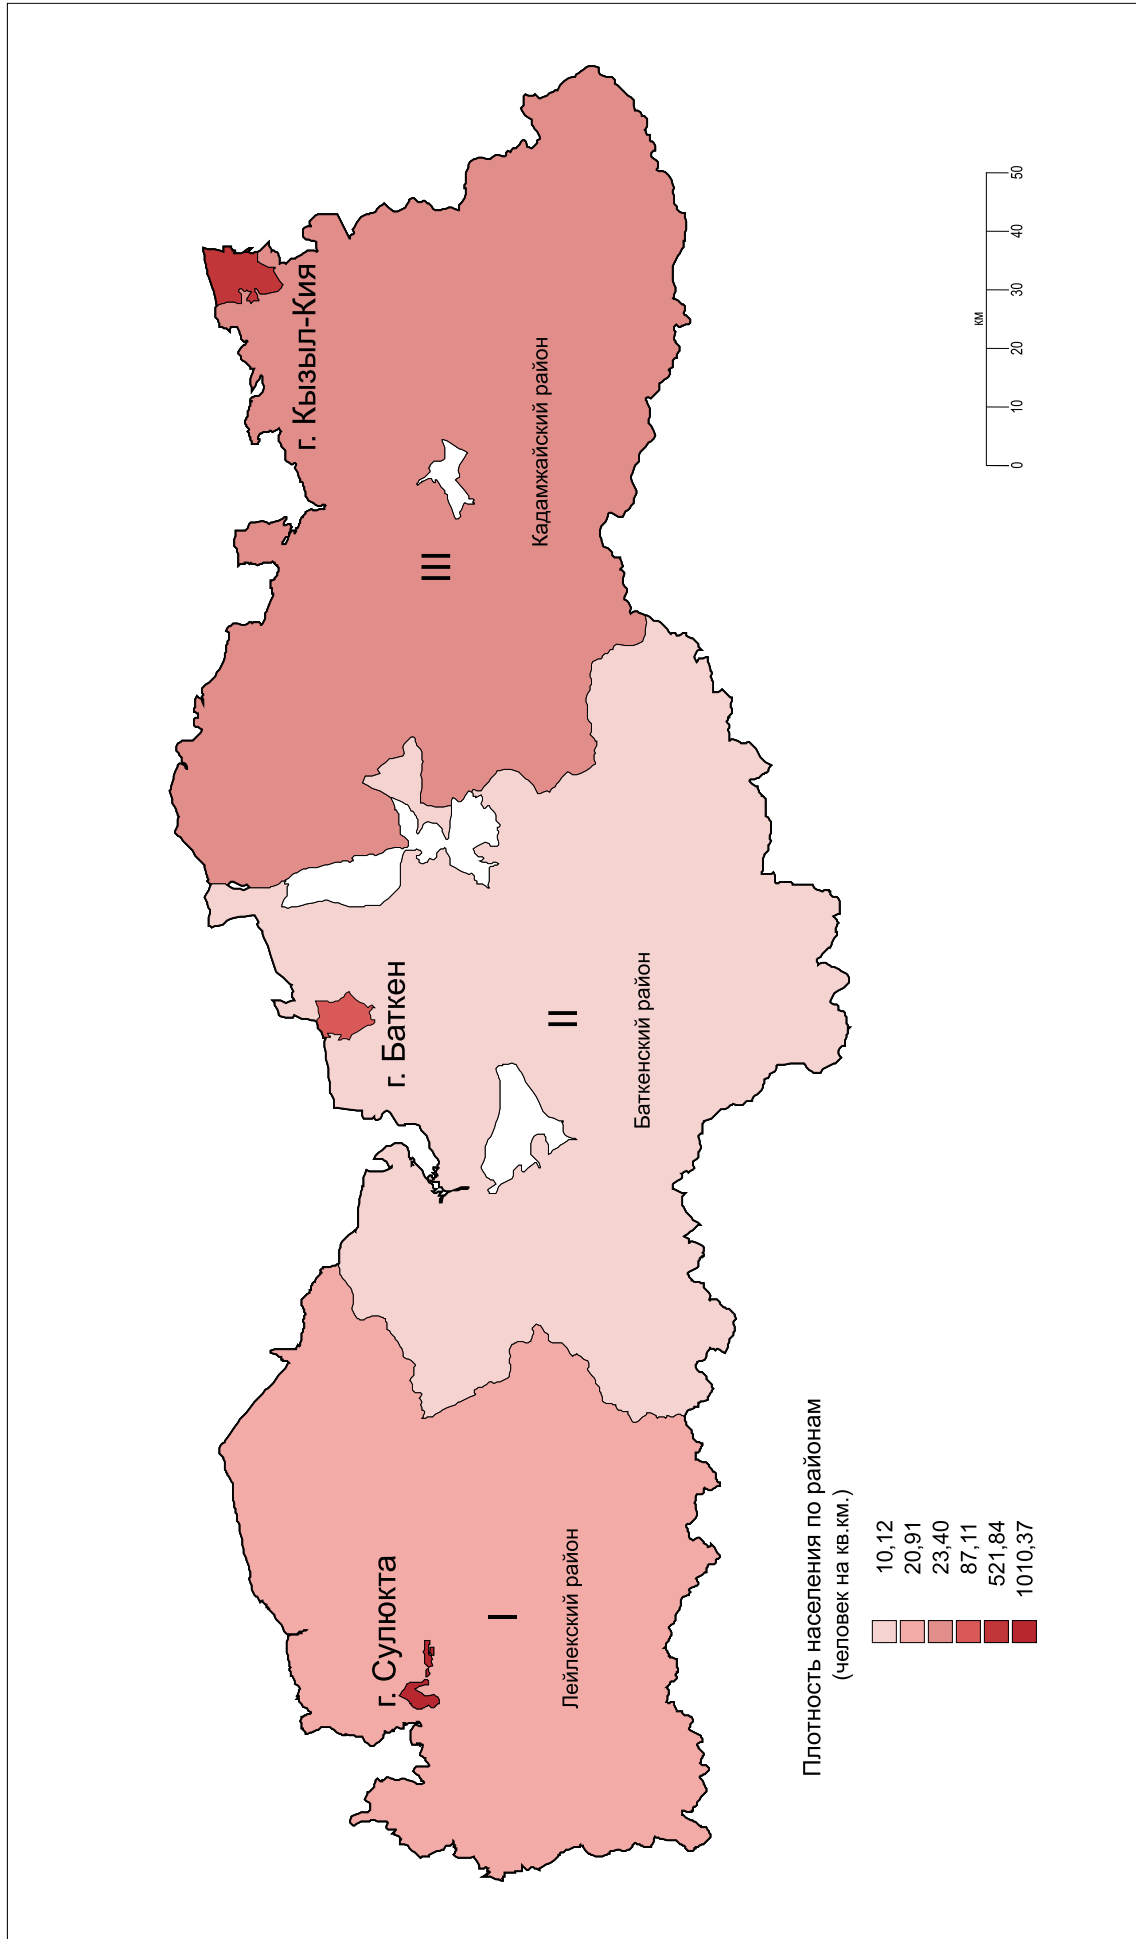 г. Кызыл-Кия
Кадамжайский район
III
г. Баткен
II
Баткенский район
г. Сулюкта
I
Лейлекский район
Плотность населения по районам
(человек на кв.км.)
10,12
20,91
23,40
87,11
521,84
1010,37
км
0 10 20 30 40 50